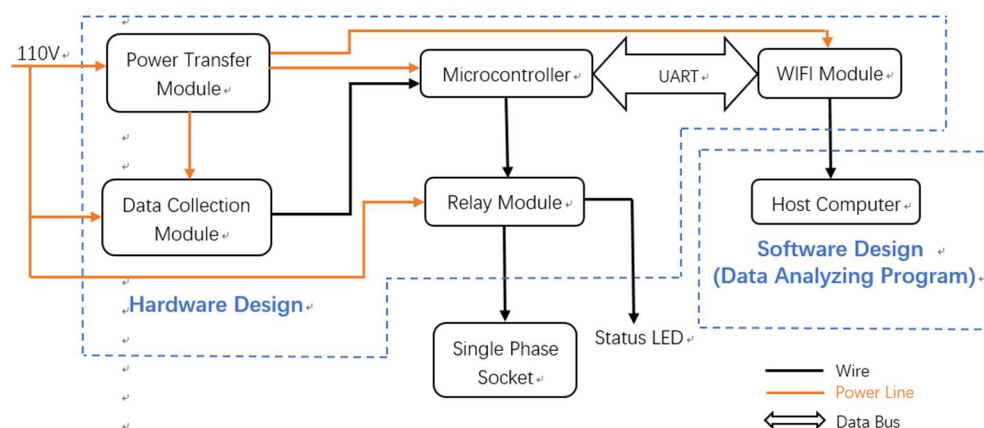 110V
Power Transfer
Module
Microcontroller
UART
WIFI Module
Data Collection
Module
Relay Module
Host Computer
Software Design
(Data Analyzing Program)
Hardware Design
Single Phase
Socket
Status LED
Wire
Power Line
Data Bus